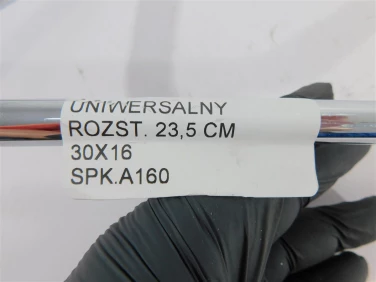 UNIWERSALNY
ROZST. 23,5 CM
30X16
SPK.A160